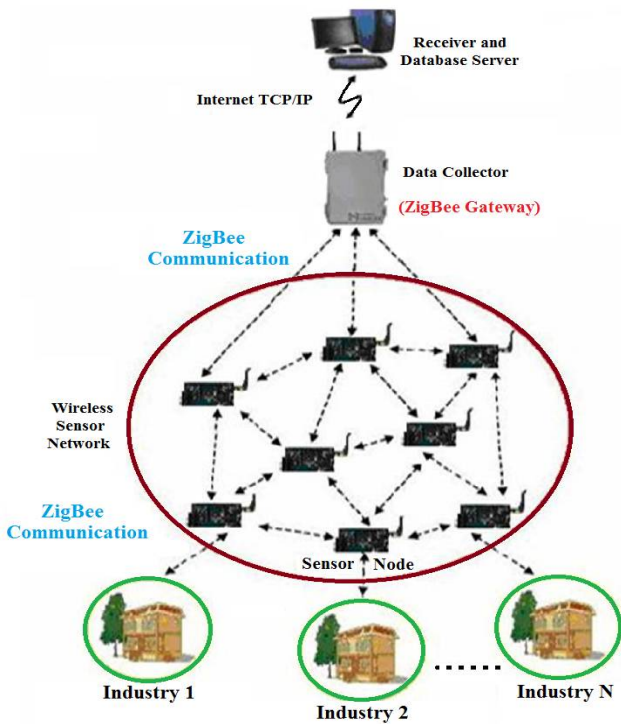 Receiver and
Database Server
Internet TCP/IP
Data Collector
(ZigBee Gateway)
ZigBee
Communication
Wireless
Sensor
Network
ZigBee
Communication
Sensor Node
Industry 1
Industry 2
Industry N